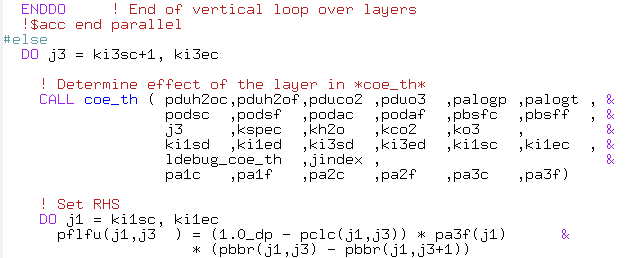 ENDDO     ! End of vertical loop over layers
!$acc end parallel
#else
DO j3 = ki3sc+1, ki3ec
! Determine effect of the layer in *coe_th*
CALL coe_th ( pduh2oc,pduh2of,pduco2 ,pduo3  ,palogp ,palogt , &
podsc  ,podsf  ,podac  ,podaf  ,pbsfc  ,pbsff  , &
j3     ,kspec  ,kh2o   ,kco2   ,ko3    ,         &
ki1sd  ,ki1ed  ,ki3sd  ,ki3ed  ,ki1sc  ,ki1ec  , &
ldebug_coe_th  ,jindex ,                         &
pa1c   ,pa1f   ,pa2c   ,pa2f   ,pa3c   ,pa3f)
! Set RHS
DO j1 = ki1sc, ki1ec
pflfu(j1,j3  ) = (1.0_dp - pclc(j1,j3)) * pa3f(j1)      &
* (pbbr(j1,j3) - pbbr(j1,j3+1))